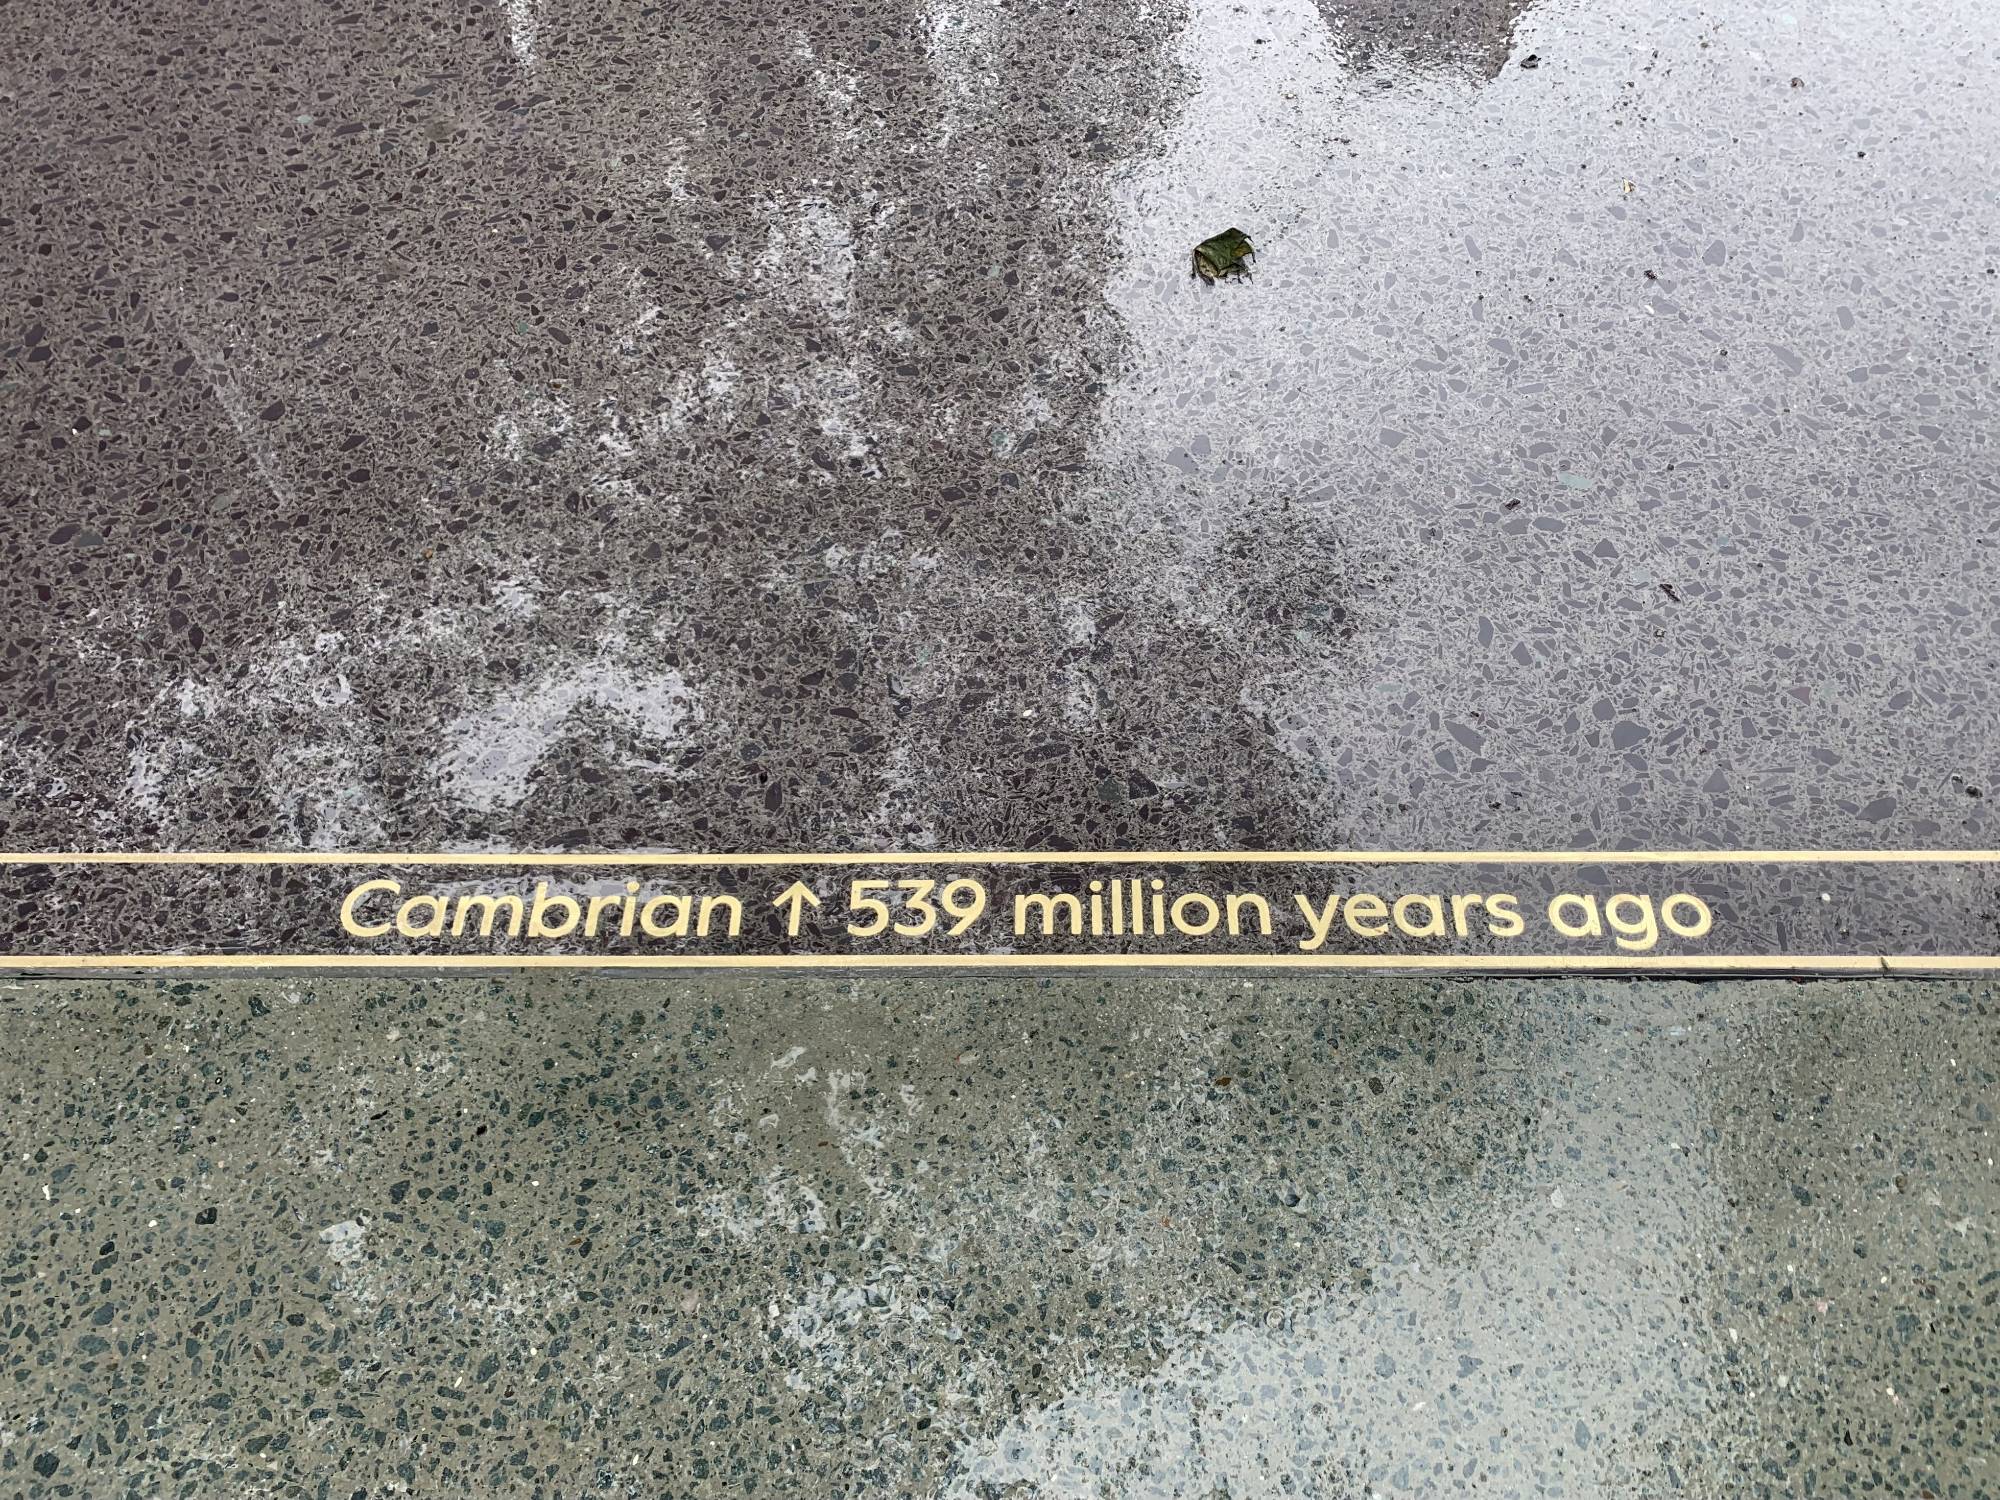 Cambrian ↑ 539 million years ago